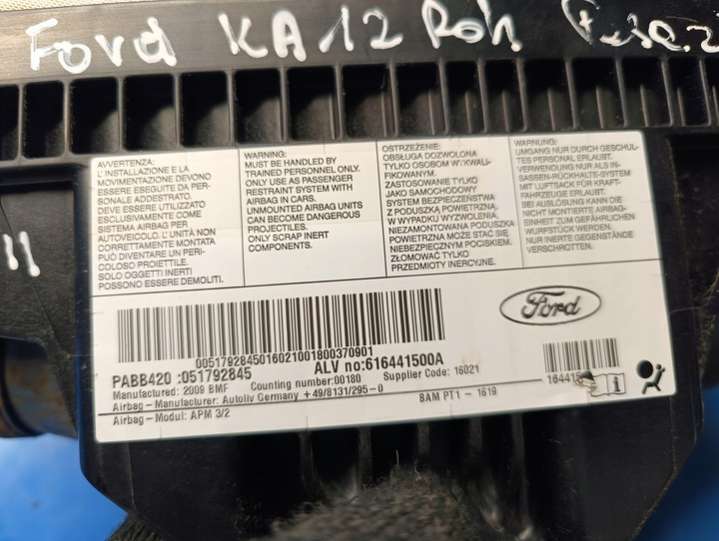 Ford KA 12 Roh
11
AVVERTENZA:
L' INSTALLAZIONE E LA
MOVIMENTAZIONE DEVONO
ESSERE ESEGUITE DA PER-
SONALE ADDESTRATO.
DEVE ESSERE UTILIZZATO
ESCLUSIVAMENTE COME
SISTEMA AIRBAG PER
AUTOVEICOLO. L' UNITÀ NON
CORRETTAMENTE MONTATA
PUÒ DIVENTARE UN PERI-
COLOSO PROIETTILE.
SOLO OGGETTI INERTI
POSSONO ESSERE DEMOLITI.
WARNING:
MUST BE HANDLED BY
TRAINED PERSONNEL ONLY.
ONLY USE AS PASSENGER
RESTRAINT SYSTEM WITH
AIRBAG IN CARS.
UNMOUNTED AIRBAG UNITS
CAN BECOME DANGEROUS
PROJECTILES.
ONLY SCRAP INERT
COMPONENTS.
OSTRZEŻENIE:
OBSŁUGA DOZWOLONA
TYLKO OSOBOM WYKWALI-
FIKOWANYM.
ZASTOSOWANIE TYLKO
JAKO SAMOCHODOWY
SYSTEM BEZPIECZEŃSTWA
Z PODUSZKĄ POWIETRZNĄ.
W WYPADKU WYZWOLENIA,
NIEZAMONTOWANA PODUSZKA
POWIETRZNA MOŻE STAĆ SIĘ
NIEBEZPIECZNYM POCISKIEM.
ZŁOMOWAĆ TYLKO
PRZEDMIOTY INERCYJNE.
WARNUNG:
UMGANG NUR DURCH GESCHUL-
TES PERSONAL ERLAUBT.
VERWENDUNG NUR ALS IN-
SASSEN-RÜCKHALTE-SYSTEM
MIT LUFTSACK FÜR KRAFT-
FAHRZEUGE ERLAUBT.
BEI AUSLÖSUNG KANN DIE
NICHT MONTIERTE AIRBAG-
EINHEIT ZUM GEFÄHRLICHEN
WURFSTÜCK WERDEN.
NUR INERTE GEGENSTÄNDE
VERSCHROTTEN.
Ford
0051792845016021001800370901
PABB420 :051792845
ALV no:616441500A
Manufactured: 2009 BMF
Counting number:00180
Supplier Code: 16021
Airbag - Manufacturer: Autoliv Germany +49/8131/295-0
Airbag - Modul: APM 3/2
BAM PT1 - 1619